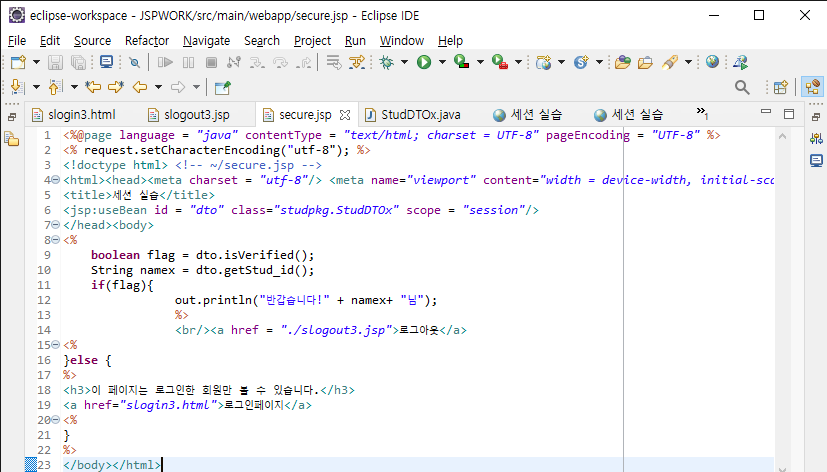 eclipse-workspace - JSPWORK/src/main/webapp/secure.jsp - Eclipse IDE
File Edit Source Refactor Navigate Search Project Run Window Help
slogin3.html slogout3.jsp secure.jsp StudDTOx.java 세션 실습 세션 실습 »1
1 <%@page language = "java" contentType = "text/html; charset = UTF-8" pageEncoding = "UTF-8" %>
2 <% request.setCharacterEncoding("utf-8"); %>
3 <!doctype html> <!-- ~/secure.jsp -->
4 <html><head><meta charset = "utf-8"/> <meta name="viewport" content="width = device-width, initial-sca
5 <title>세션 실습</title>
6 <jsp:useBean id = "dto" class="studpkg.StudDTOx" scope = "session"/>
7 </head><body>
8 <%
9 boolean flag = dto.isVerified();
10 String namex = dto.getStud_id();
11 if(flag){
12 out.println("반갑습니다!" + namex+ "님");
13 %>
14 <br/><a href = "./slogout3.jsp">로그아웃</a>
15 <%
16 }else {
17 %>
18 <h3>이 페이지는 로그인한 회원만 볼 수 있습니다.</h3>
19 <a href="slogin3.html">로그인페이지</a>
20 <%
21 }
22 %>
23 </body></html>